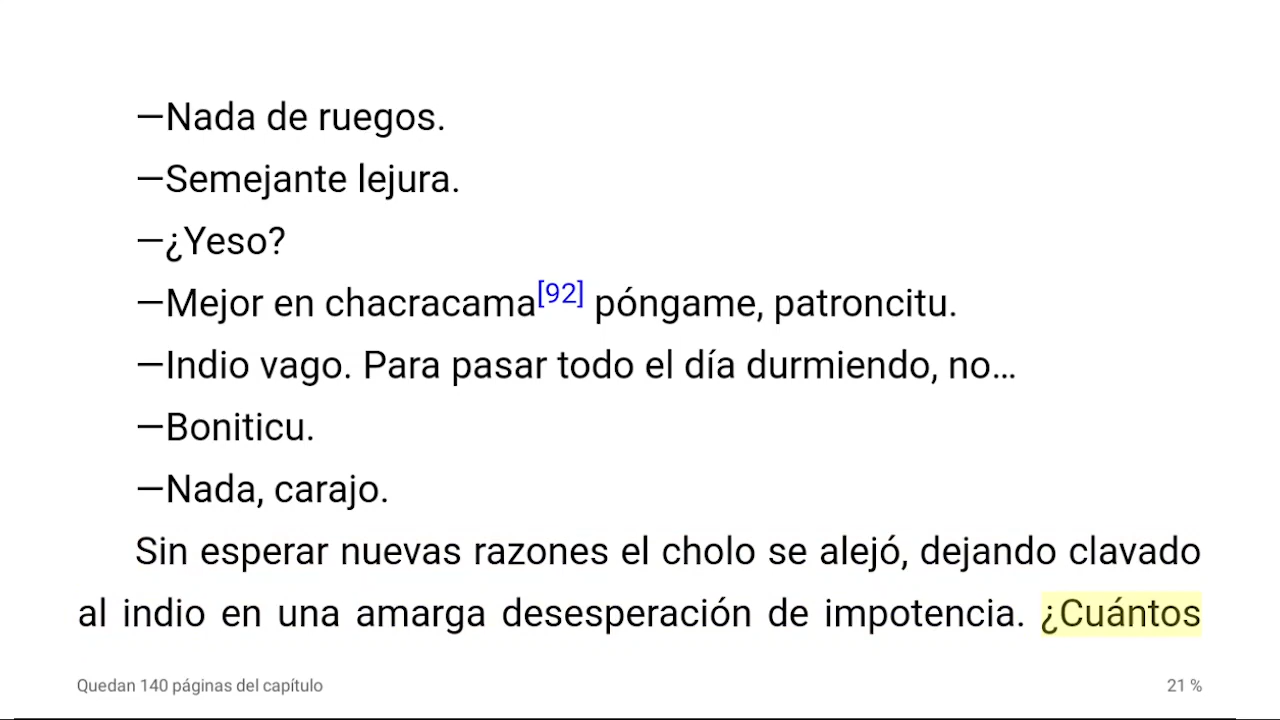 —Nada de ruegos.
—Semejante lejura.
—¿Yeso?
—Mejor en chacracama[92] póngame, patroncitu.
—Indio vago. Para pasar todo el día durmiendo, no…
—Boniticu.
—Nada, carajo.
Sin esperar nuevas razones el cholo se alejó, dejando clavado
al indio en una amarga desesperación de impotencia. ¿Cuántos
Quedan 140 páginas del capítulo
21 %